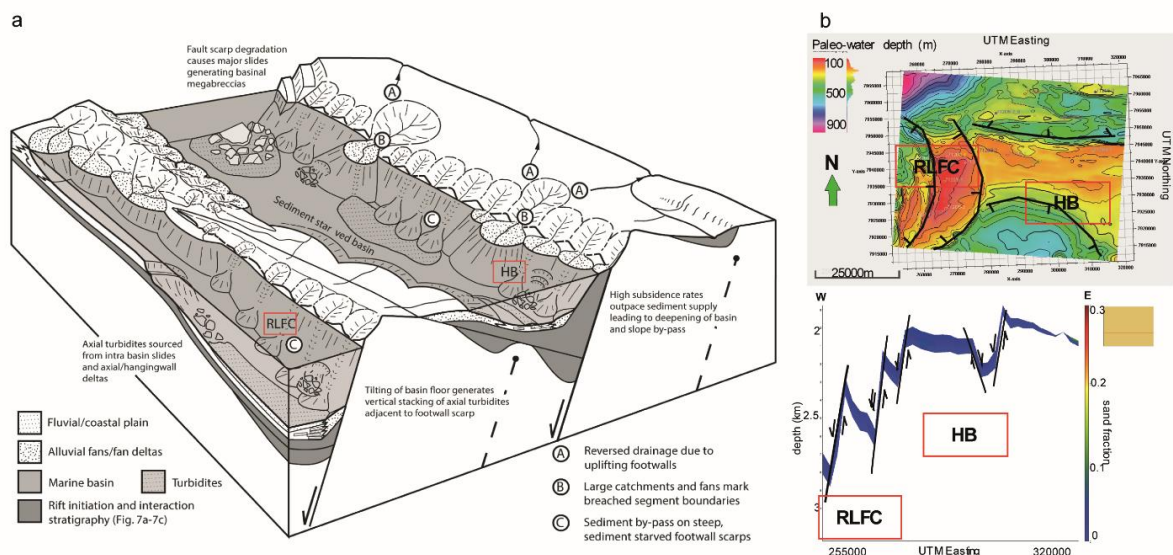 a
Fault scarp degradation
causes major slides
generating basinal
megabreccias
A
B
A
A
B
C
Sediment starved basin
HB
RLFC
C
High subsidence rates
outpace sediment supply
leading to deepening of basin
and slope by-pass
Axial turbidites sourced
from intra basin slides
and axial/hangingwall
deltas
Tilting of basin floor generates
vertical stacking of axial turbidites
adjacent to footwall scarp
Fluvial/coastal plain
Alluvial fans/fan deltas
Marine basin
Turbidites
Rift initiation and interaction
stratigraphy (Fig. 7a-7c)
A Reversed drainage due to
uplifting footwalls
B Large catchments and fans mark
breached segment boundaries
C Sediment by-pass on steep,
sediment starved footwall scarps
b
Paleo-water depth (m)
UTM Easting
X-axis
100
500
900
N
RLFC
HB
UTM Northing
25000m
X-axis
W
E
2
2.5
3
depth (km)
HB
RLFC
0.3
0.2
0.1
0
sand fraction
255000
UTM Easting
320000